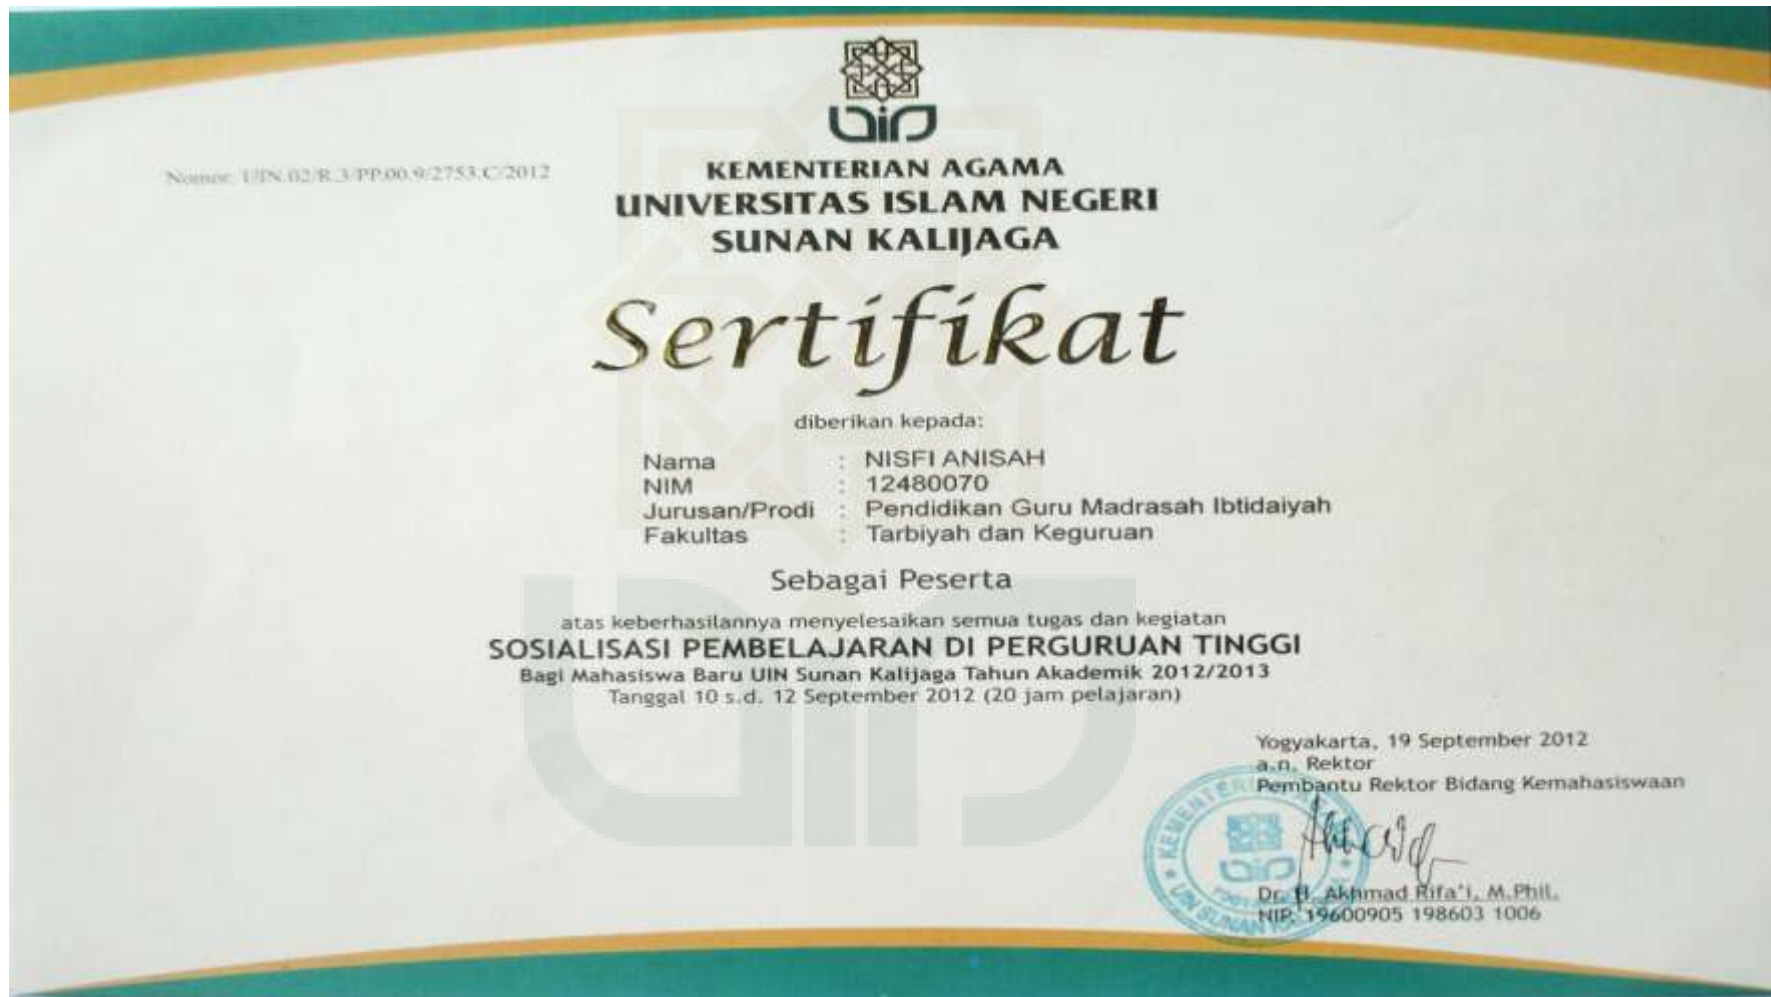 uin
KEMENTERIAN AGAMA
UNIVERSITAS ISLAM NEGERI
SUNAN KALIJAGA
Nomor: UIN.02/R.3/PP.00.9/2753.C/2012
Sertifikat
diberikan kepada:
Nama : NISFI ANISAH
NIM : 12480070
Jurusan/Prodi : Pendidikan Guru Madrasah Ibtidaiyah
Fakultas : Tarbiyah dan Keguruan
Sebagai Peserta
atas keberhasilannya menyelesaikan semua tugas dan kegiatan
SOSIALISASI PEMBELAJARAN DI PERGURUAN TINGGI
Bagi Mahasiswa Baru UIN Sunan Kalijaga Tahun Akademik 2012/2013
Tanggal 10 s.d. 12 September 2012 (20 jam pelajaran)
Yogyakarta, 19 September 2012
a.n. Rektor
Pembantu Rektor Bidang Kemahasiswaan
Dr. H. Akhmad Rifa'i, M.Phil.
NIP. 19600905 198603 1006